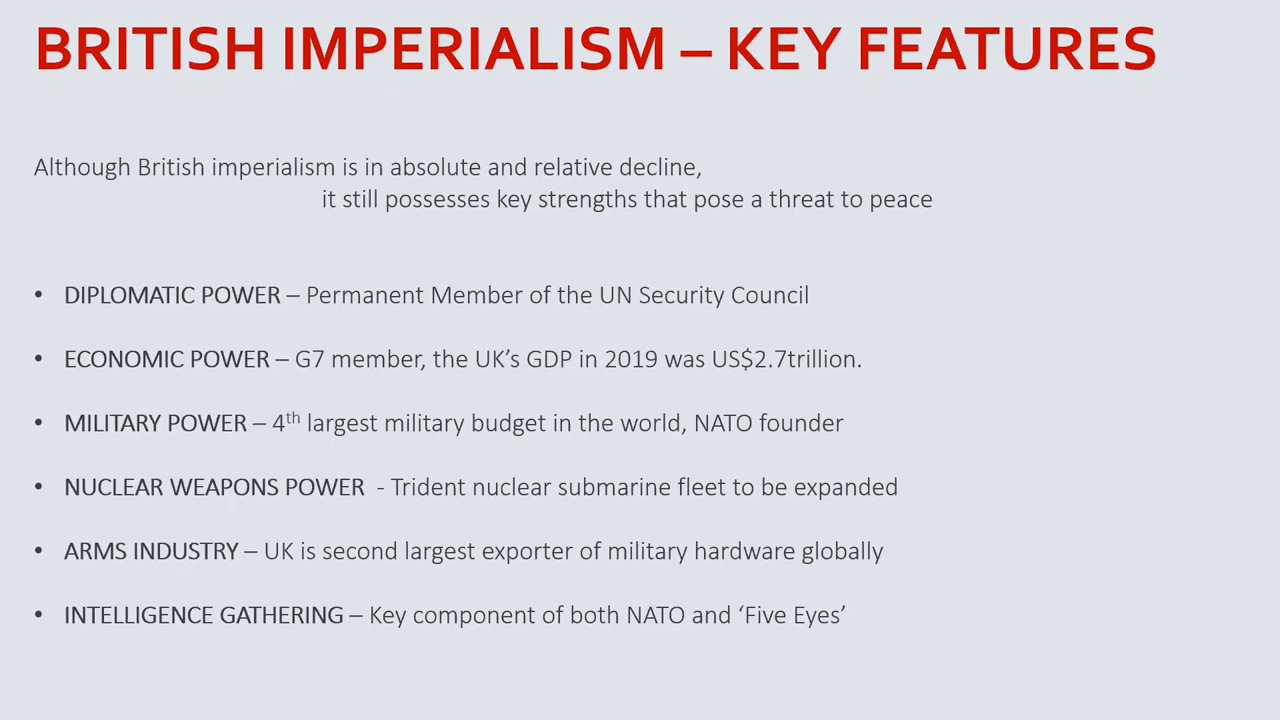 BRITISH IMPERIALISM – KEY FEATURES
Although British imperialism is in absolute and relative decline,
it still possesses key strengths that pose a threat to peace
• DIPLOMATIC POWER – Permanent Member of the UN Security Council
• ECONOMIC POWER – G7 member, the UK’s GDP in 2019 was US$2.7trillion.
• MILITARY POWER – 4th largest military budget in the world, NATO founder
• NUCLEAR WEAPONS POWER - Trident nuclear submarine fleet to be expanded
• ARMS INDUSTRY – UK is second largest exporter of military hardware globally
• INTELLIGENCE GATHERING – Key component of both NATO and ‘Five Eyes’